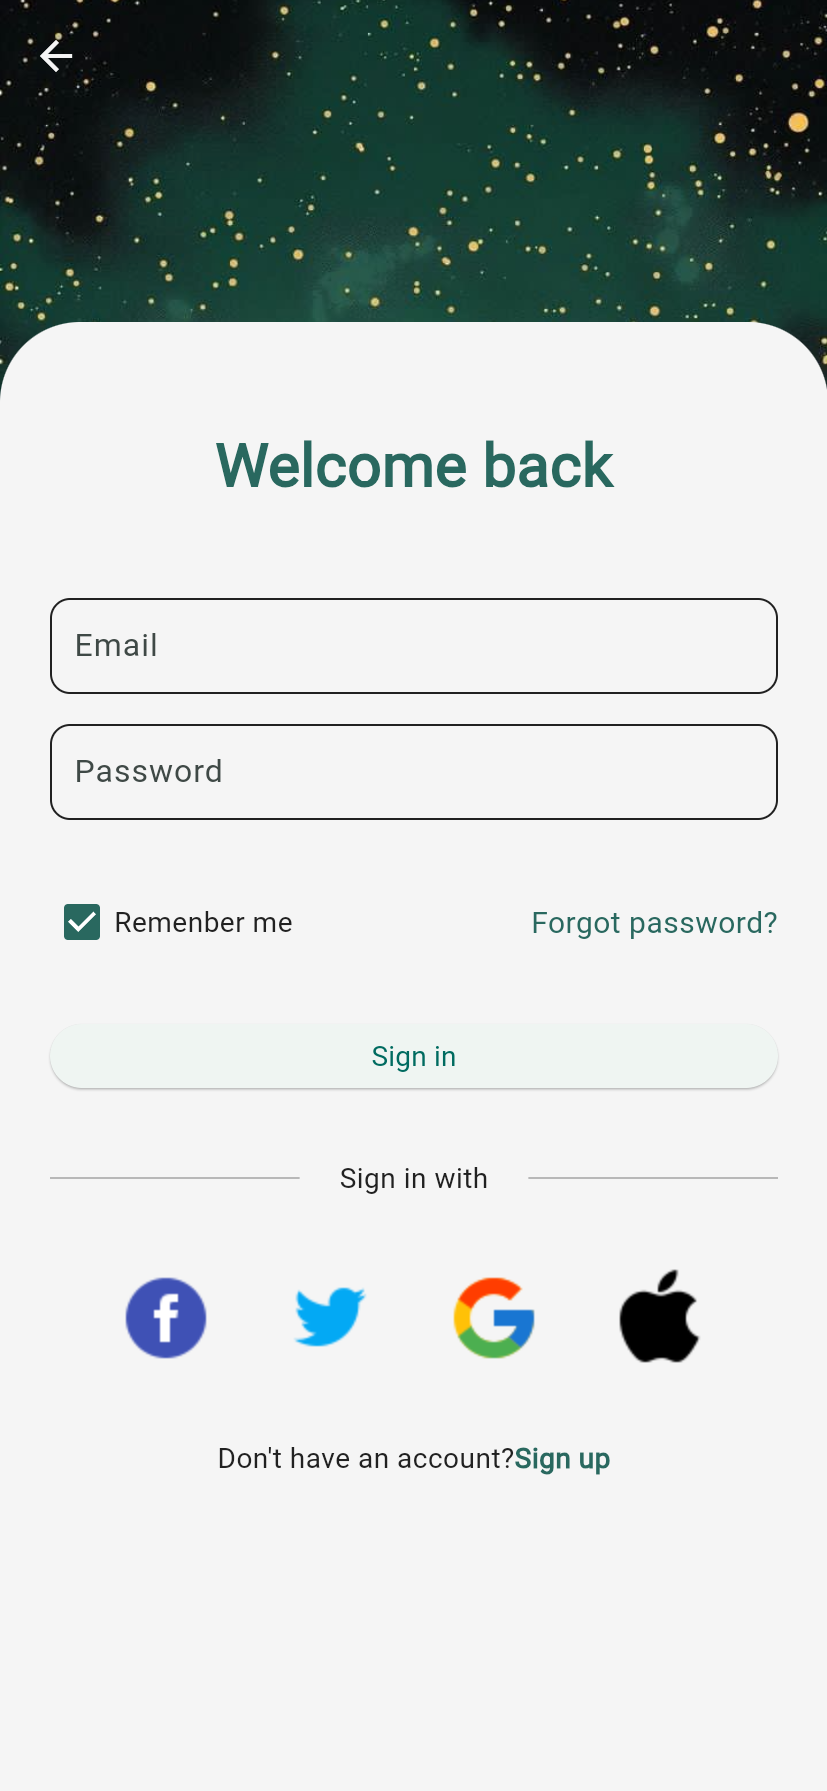 Welcome back
Email
Password
Remenber me
Forgot password?
Sign in
Sign in with
Don't have an account?Sign up